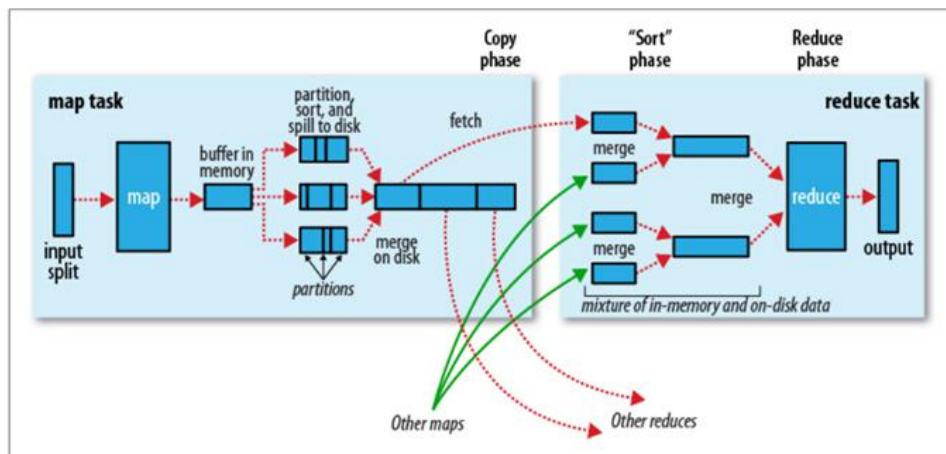 Copy
phase
“Sort”
phase
Reduce
phase
map task
partition,
sort, and
spill to disk
fetch
buffer in
memory
map
input
split
merge
on disk
partitions
reduce task
merge
merge
merge
reduce
output
mixture of in-memory and on-disk data
Other maps
Other reduces